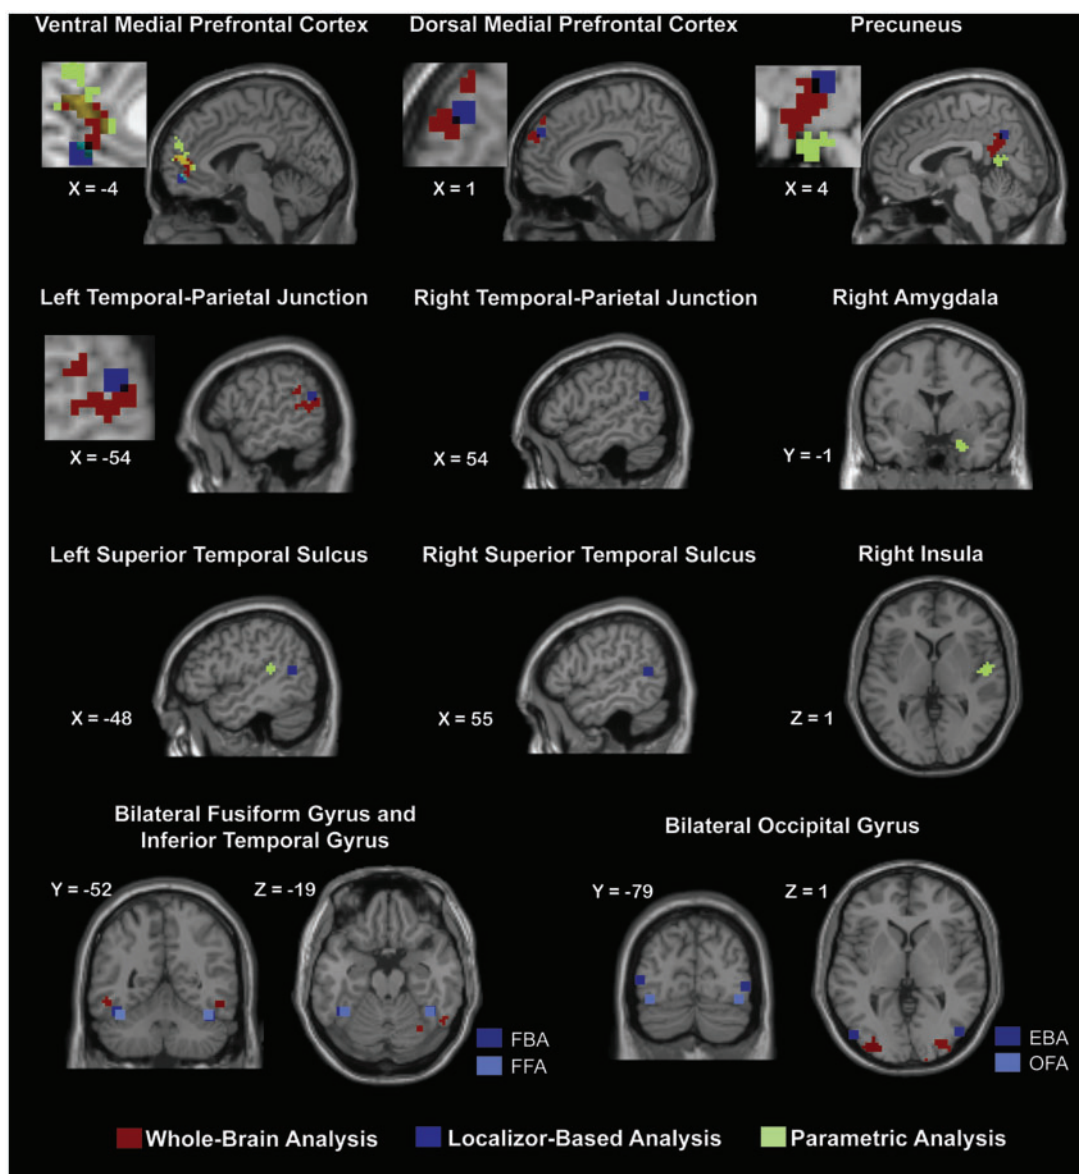 Ventral Medial Prefrontal Cortex
Dorsal Medial Prefrontal Cortex
Precuneus
X = -4
X = 1
X = 4
Left Temporal-Parietal Junction
Right Temporal-Parietal Junction
Right Amygdala
X = -54
X = 54
Y = -1
Left Superior Temporal Sulcus
Right Superior Temporal Sulcus
Right Insula
X = -48
X = 55
Z = 1
Bilateral Fusiform Gyrus and
Inferior Temporal Gyrus
Bilateral Occipital Gyrus
Y = -52
Z = -19
Y = -79
Z = 1
FBA
FFA
EBA
OFA
Whole-Brain Analysis
Localizor-Based Analysis
Parametric Analysis